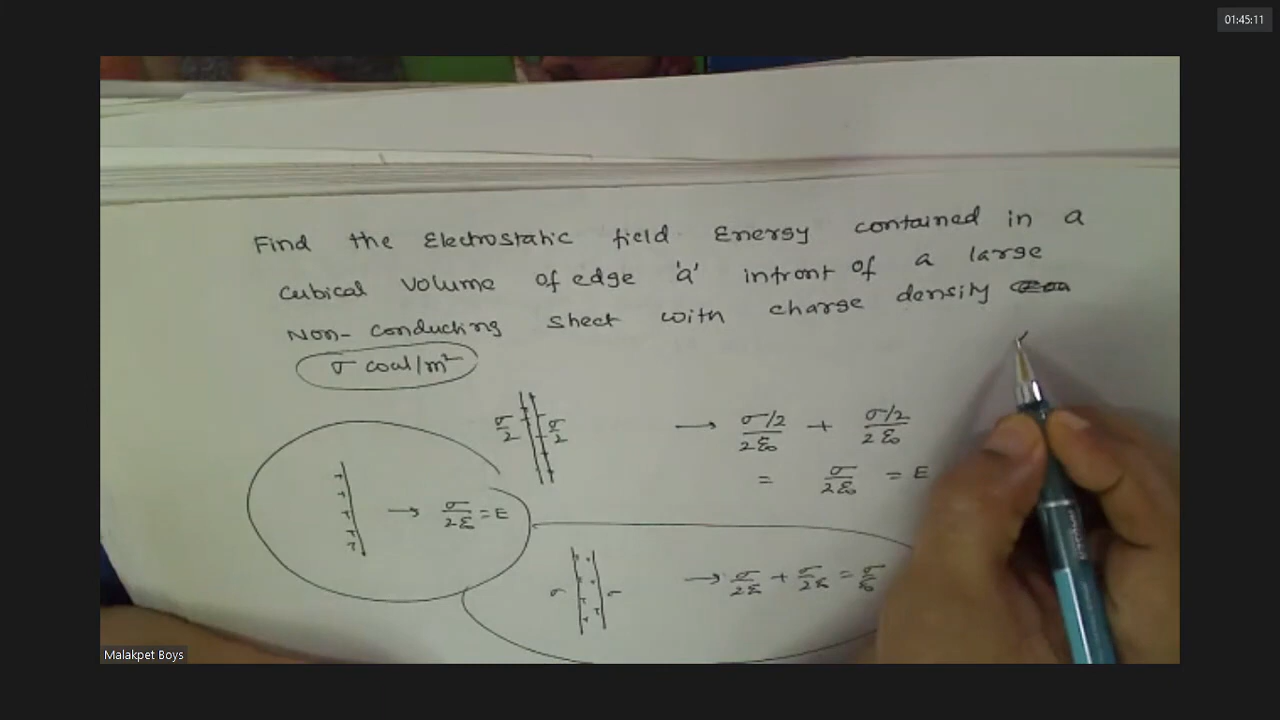 01:45:11
Find the Electrostatic field Energy contained in a
cubical volume of edge 'a' infront of a large
Non-conducting sheet with charge density
σ coul/m²
σ/2 σ/2 → (σ/2)/(2ε₀) + (σ/2)/(2ε₀)
= σ/(2ε₀) = E
→ σ/(2ε₀) = E
σ σ → σ/(2ε₀) + σ/(2ε₀) = σ/ε₀
Malakpet Boys